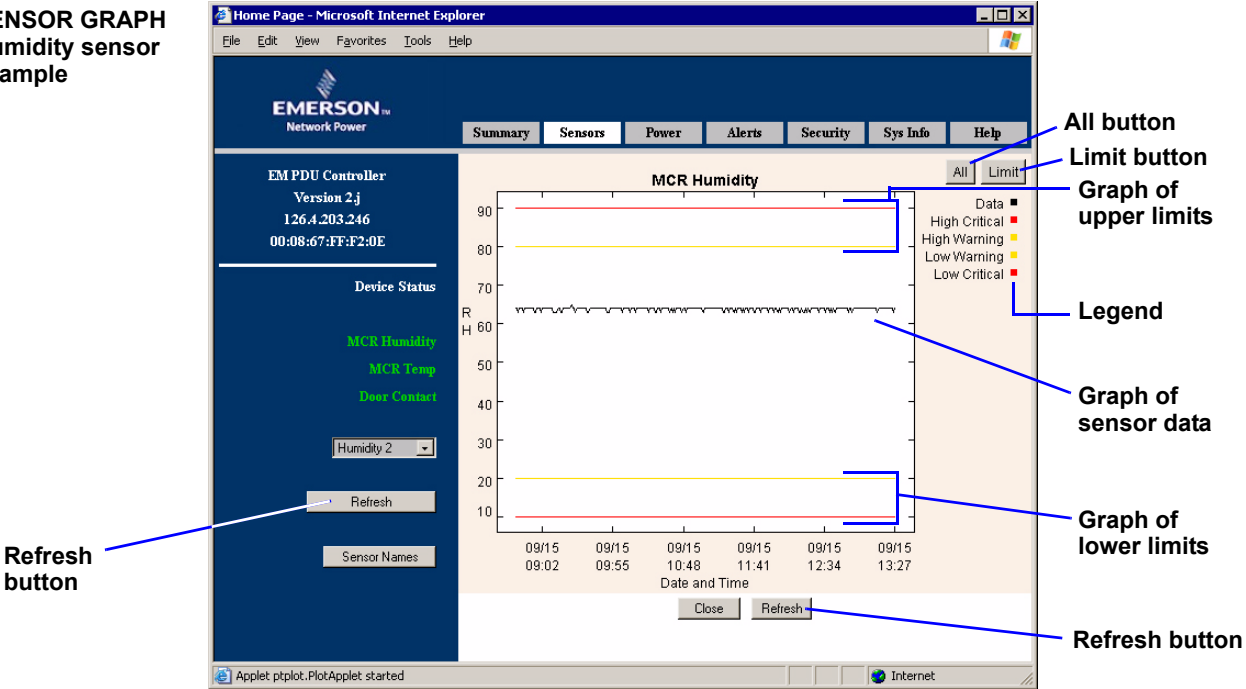 ENSOR GRAPH
umidity sensor
ample
Home Page - Microsoft Internet Explorer
File Edit View Favorites Tools Help
EMERSON™
Network Power
Summary Sensors Power Alerts Security Sys Info Help
EM PDU Controller
Version 2.j
126.4.203.246
00:08:67:FF:F2:0E
Device Status
MCR Humidity
MCR Temp
Door Contact
Humidity 2
Refresh
Sensor Names
Refresh
button
MCR Humidity
All Limit
Data
High Critical
High Warning
Low Warning
Low Critical
90
80
70
RH
60
50
40
30
20
10
09/15 09/15 09/15 09/15 09/15 09/15
09:02 09:55 10:48 11:41 12:34 13:27
Date and Time
Close Refresh
All button
Limit button
Graph of
upper limits
Legend
Graph of
sensor data
Graph of
lower limits
Refresh button
Applet ptplot.PlotApplet started
Internet